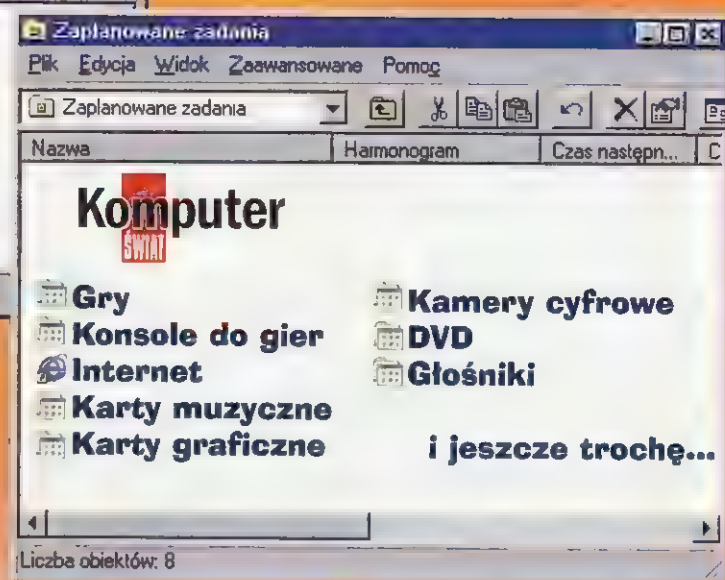 Zaplanowane zadania
Plik Edycja Widok Zaawansowane Pomoc
Zaplanowane zadania
Nazwa Harmonogram Czas następn... C
Komputer
ŚWIAT
Gry
Konsole do gier
Internet
Karty muzyczne
Karty graficzne
Kamery cyfrowe
DVD
Głośniki
i jeszcze trochę...
Liczba obiektów: 8